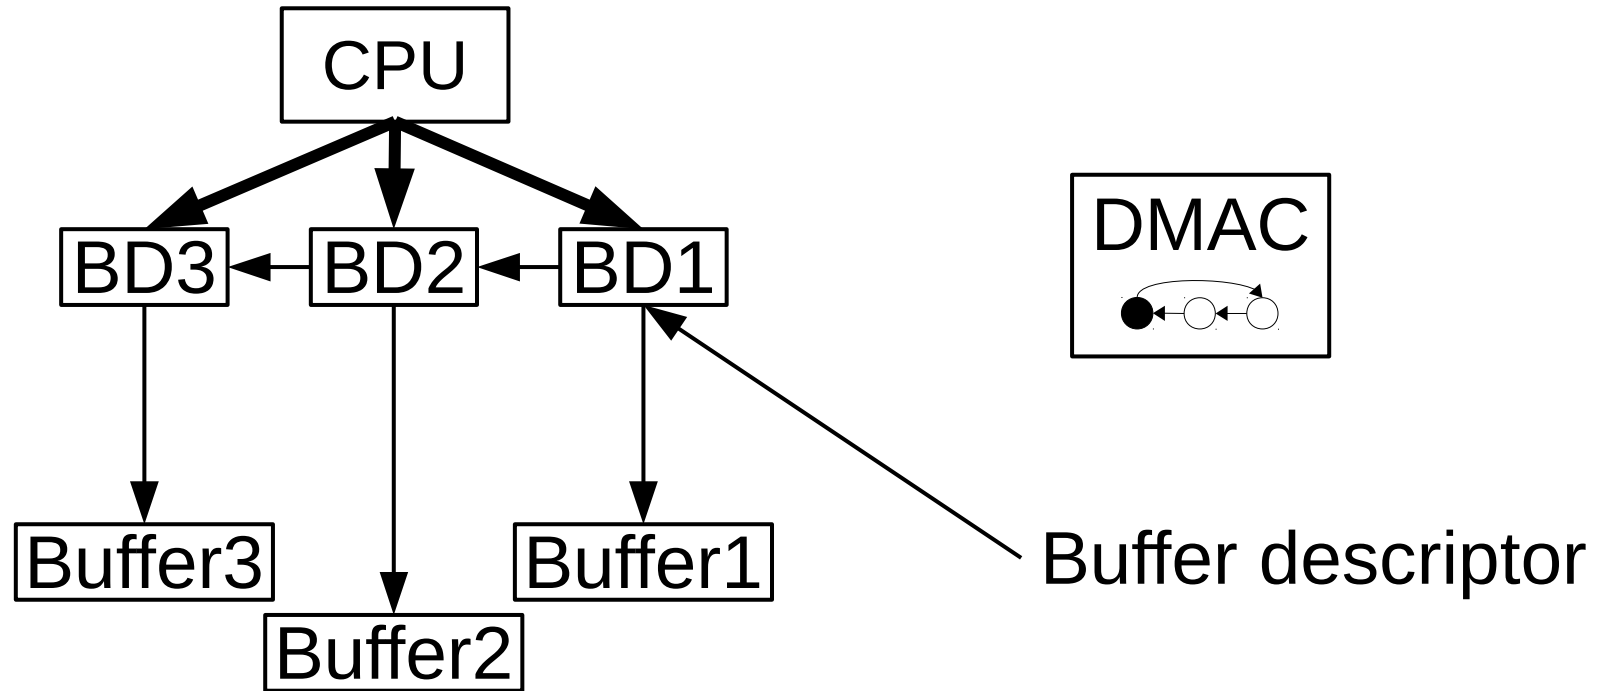 CPU
DMAC
BD3 BD2 BD1
Buffer3 Buffer1 Buffer descriptor
Buffer2